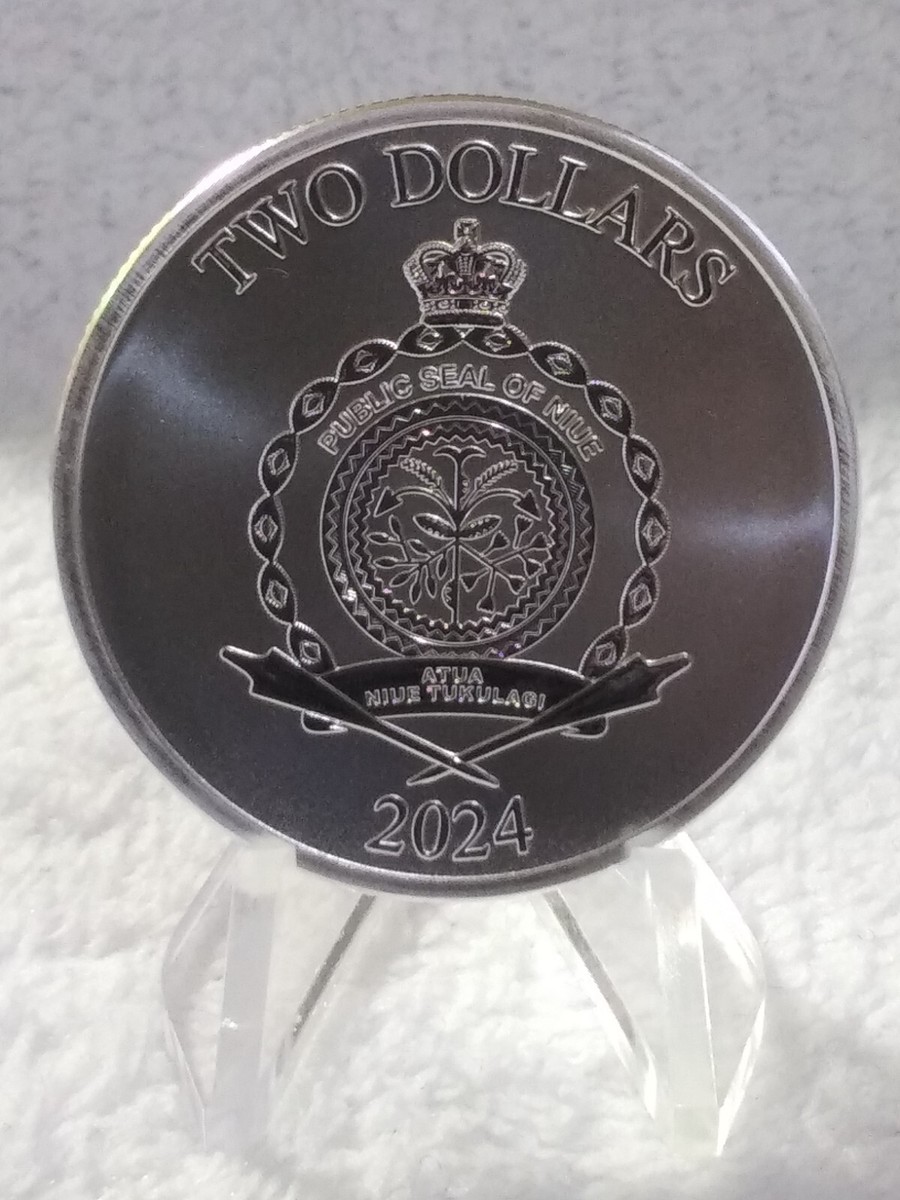 TWO DOLLARS
PUBLIC SEAL OF NIUE
ATUA
NIUE TUKULAGI
2024